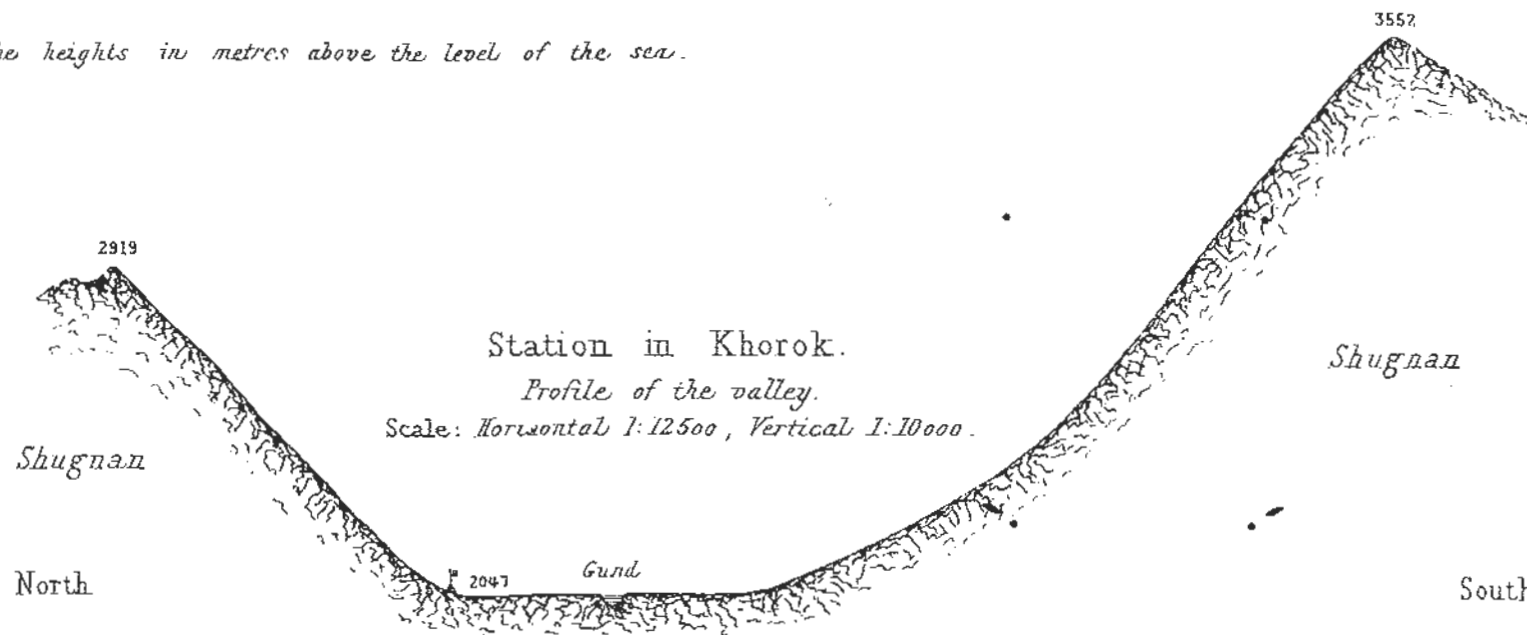 3552
he heights in metres above the level of the sea.
2919
Station in Khorok.
Profile of the valley.
Shugnan
Scale: Horizontal 1:12500, Vertical 1:10000.
Shugnan
North
2047
Gund
South